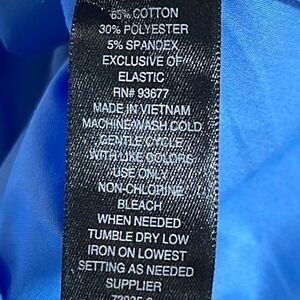 65% COTTON
30% POLYESTER
5% SPANDEX
EXCLUSIVE OF
ELASTIC
RN# 93677
MADE IN VIETNAM
MACHINE WASH COLD
GENTLE CYCLE
WITH LIKE COLORS
USE ONLY
NON-CHLORINE
BLEACH
WHEN NEEDED
TUMBLE DRY LOW
IRON ON LOWEST
SETTING AS NEEDED
SUPPLIER